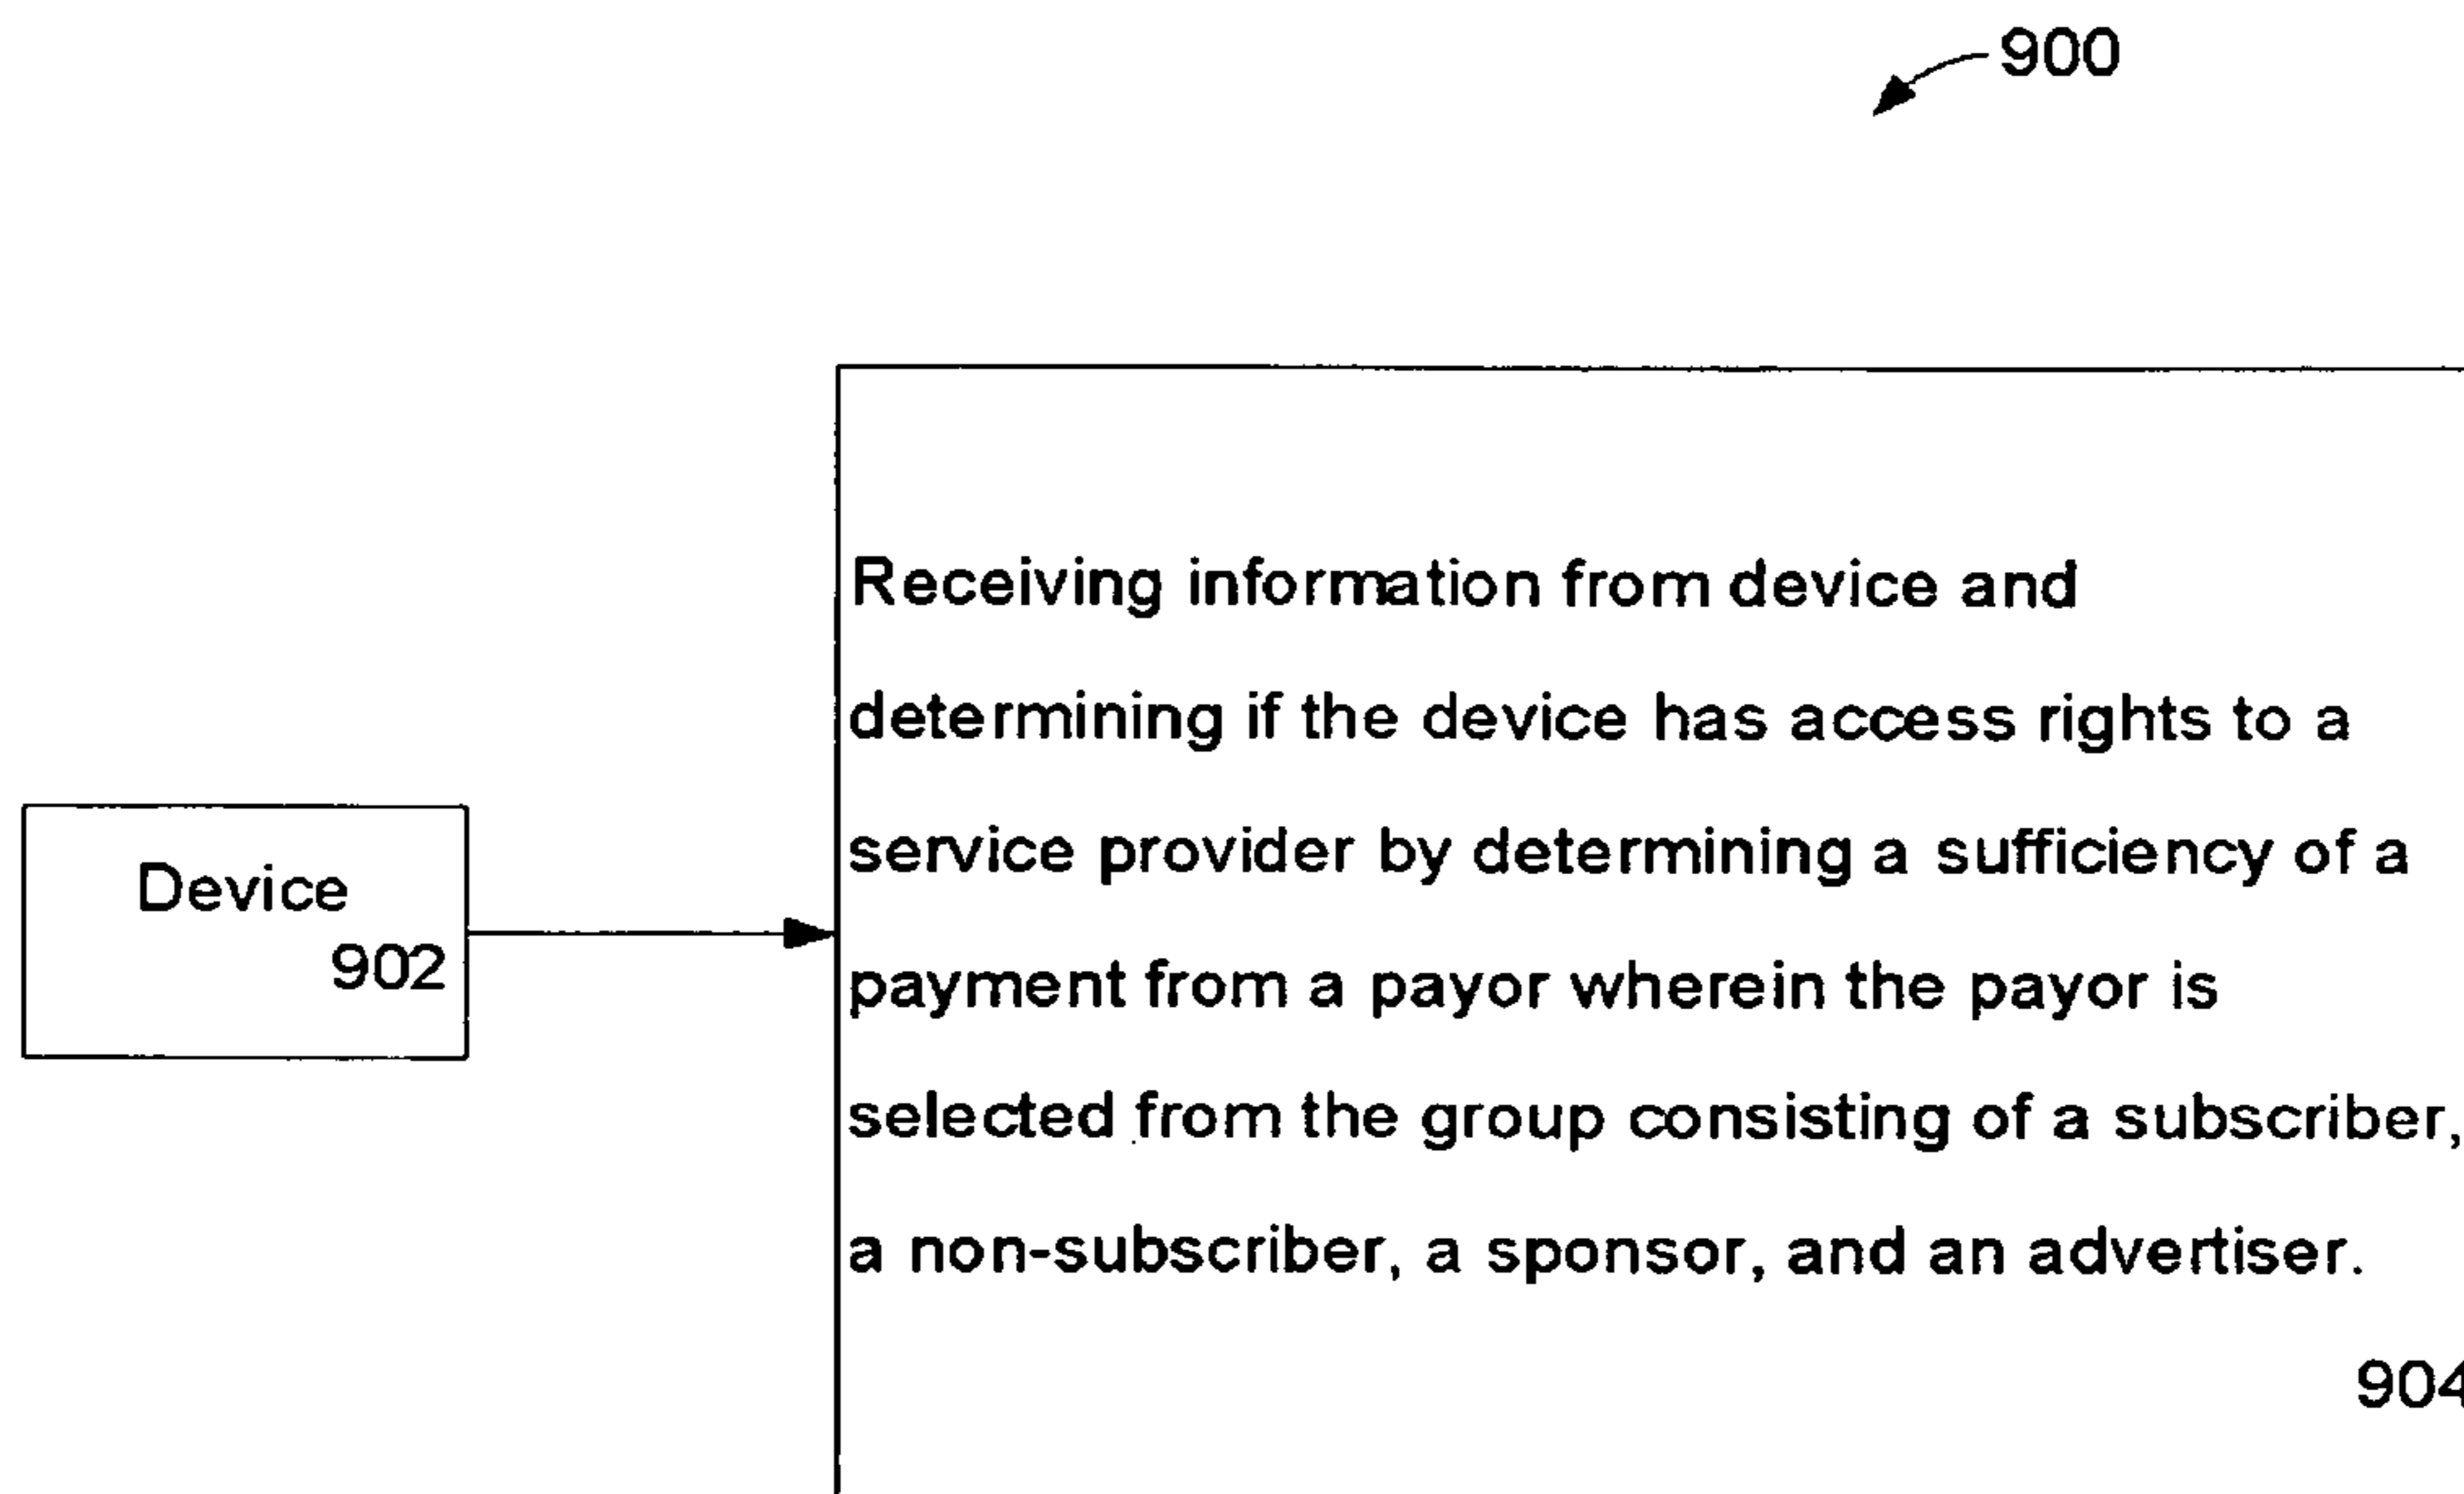 900
Receiving information from device and
determining if the device has access rights to a
service provider by determining a sufficiency of a
Device
902
payment from a payor wherein the payor is
selected from the group consisting of a subscriber,
a non-subscriber, a sponsor, and an advertiser.
904